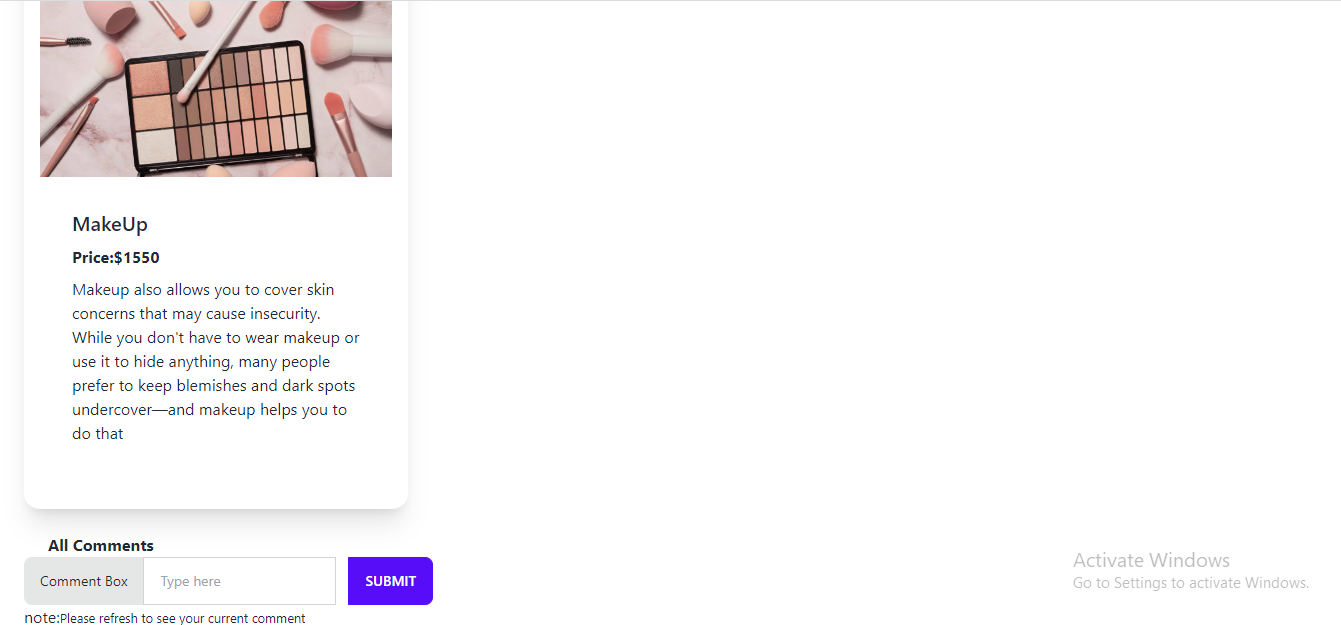 MakeUp
Price:$1550
Makeup also allows you to cover skin
concerns that may cause insecurity.
While you don't have to wear makeup or
use it to hide anything, many people
prefer to keep blemishes and dark spots
undercover—and makeup helps you to
do that
All Comments
Comment Box Type here SUBMIT
note:Please refresh to see your current comment
Activate Windows
Go to Settings to activate Windows.